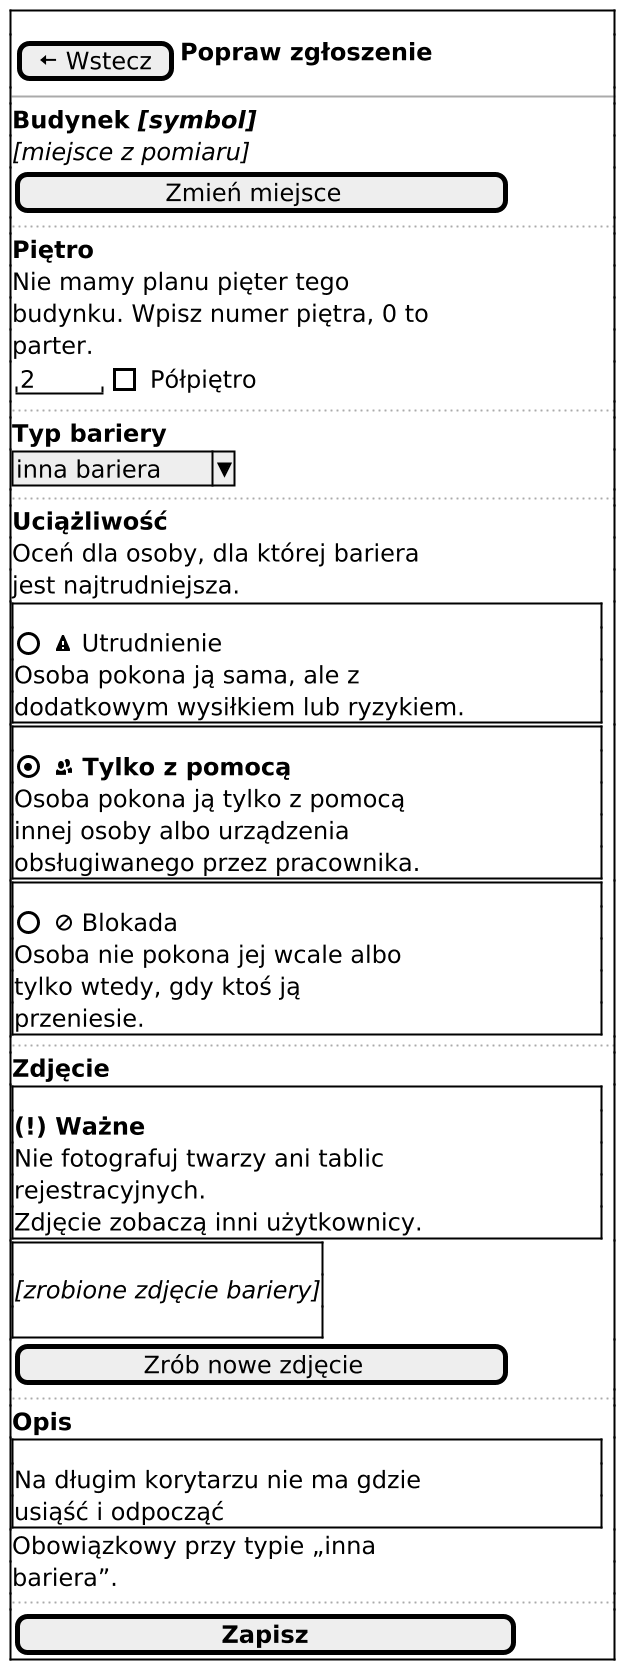 ← Wstecz Popraw zgłoszenie
Budynek [symbol]
[miejsce z pomiaru]
Zmień miejsce
Piętro
Nie mamy planu pięter tego
budynku. Wpisz numer piętra, 0 to
parter.
2 Półpiętro
Typ bariery
inna bariera ▼
Uciążliwość
Oceń dla osoby, dla której bariera
jest najtrudniejsza.
Utrudnienie
Osoba pokona ją sama, ale z
dodatkowym wysiłkiem lub ryzykiem.
Tylko z pomocą
Osoba pokona ją tylko z pomocą
innej osoby albo urządzenia
obsługiwanego przez pracownika.
Blokada
Osoba nie pokona jej wcale albo
tylko wtedy, gdy ktoś ją
przeniesie.
Zdjęcie
(!) Ważne
Nie fotografuj twarzy ani tablic
rejestracyjnych.
Zdjęcie zobaczą inni użytkownicy.
[zrobione zdjęcie bariery]
Zrób nowe zdjęcie
Opis
Na długim korytarzu nie ma gdzie
usiąść i odpocząć
Obowiązkowy przy typie „inna
bariera”.
Zapisz